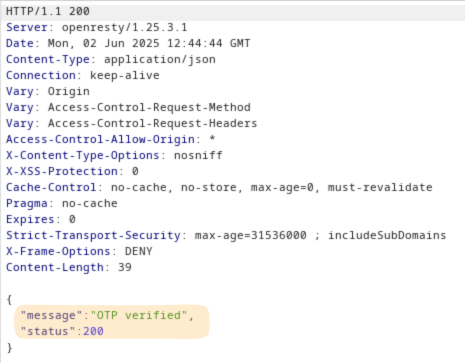 HTTP/1.1 200
Server: openresty/1.25.3.1
Date: Mon, 02 Jun 2025 12:44:44 GMT
Content-Type: application/json
Connection: keep-alive
Vary: Origin
Vary: Access-Control-Request-Method
Vary: Access-Control-Request-Headers
Access-Control-Allow-Origin: *
X-Content-Type-Options: nosniff
X-XSS-Protection: 0
Cache-Control: no-cache, no-store, max-age=0, must-revalidate
Pragma: no-cache
Expires: 0
Strict-Transport-Security: max-age=31536000 ; includeSubDomains
X-Frame-Options: DENY
Content-Length: 39

{
  "message":"OTP verified",
  "status":200
}